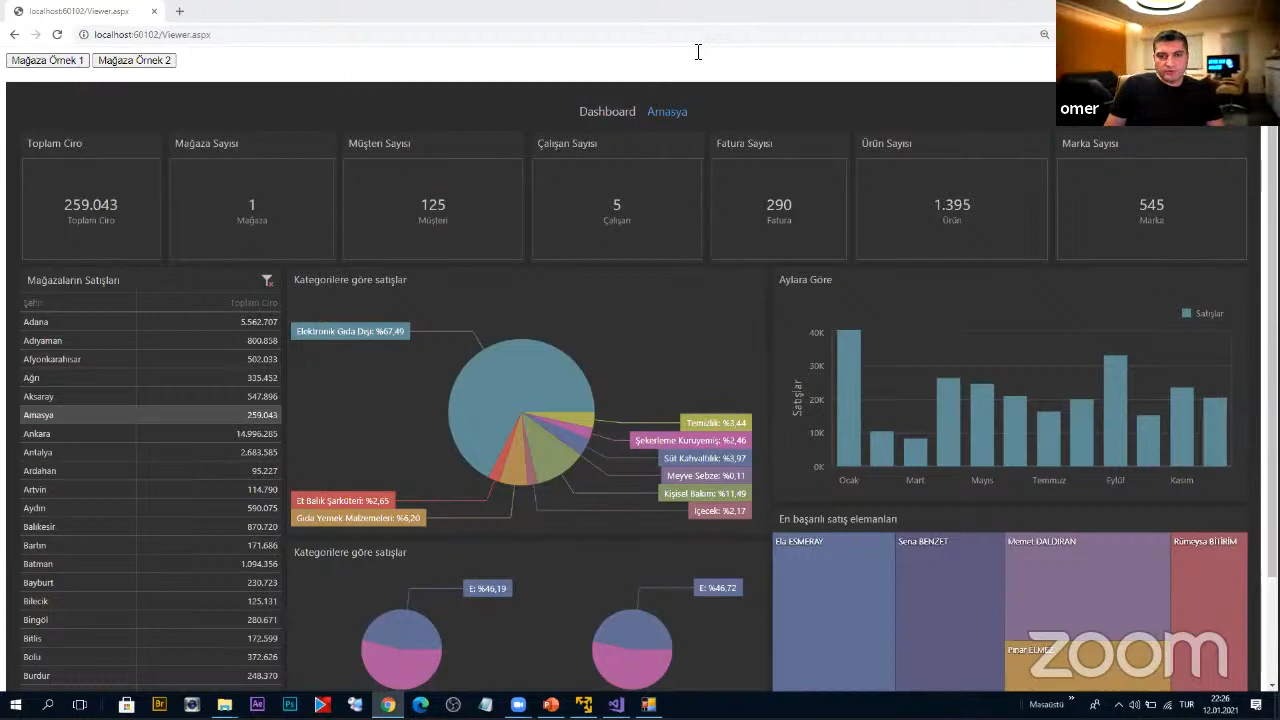 localhost:60102/Viewer.aspx
localhost:60102/Viewer.aspx
Mağaza Örnek 1
Mağaza Örnek 2
omer
Dashboard Amasya
Toplam Ciro
Mağaza Sayısı
Müşteri Sayısı
Çalışan Sayısı
Fatura Sayısı
Ürün Sayısı
Marka Sayısı
259.043
Toplam Ciro
1
Mağaza
125
Müşteri
5
Çalışan
290
Fatura
1.395
Ürün
545
Marka
Mağazaların Satışları
Şehir Toplam Ciro
Adana 5.562.707
Adıyaman 800.858
Afyonkarahisar 502.033
Ağrı 335.452
Aksaray 547.896
Amasya 259.043
Ankara 14.996.285
Antalya 2.683.585
Ardahan 95.227
Artvin 114.790
Aydın 590.075
Balıkesir 870.720
Bartın 171.686
Batman 1.094.356
Bayburt 230.723
Bilecik 125.131
Bingöl 280.671
Bitlis 172.599
Bolu 372.626
Burdur 248.370
Kategorilere göre satışlar
Elektronik Gıda Dışı: %67,49
Temizlik: %3,44
Şekerleme Kuruyemiş: %2,46
Süt Kahvaltılık: %3,97
Meyve Sebze: %0,11
Kişisel Bakım: %11,49
İçecek: %2,17
Et Balık Şarküteri: %2,65
Gıda Yemek Malzemeleri: %6,20
Kategorilere göre satışlar
E: %46,19
E: %46,72
Aylara Göre
Satışlar
Satışlar
40K
30K
20K
10K
0K
Ocak Mart Mayıs Temmuz Eylül Kasım
En başarılı satış elemanları
Ela ESMERAY
Sena BENZET
Memet DALDIRAN
Rümeysa BİTİRİM
Pınar ELMEZ
zoom
Br
Ae
Ps
Masaüstü
TUR
22:26
12.01.2021